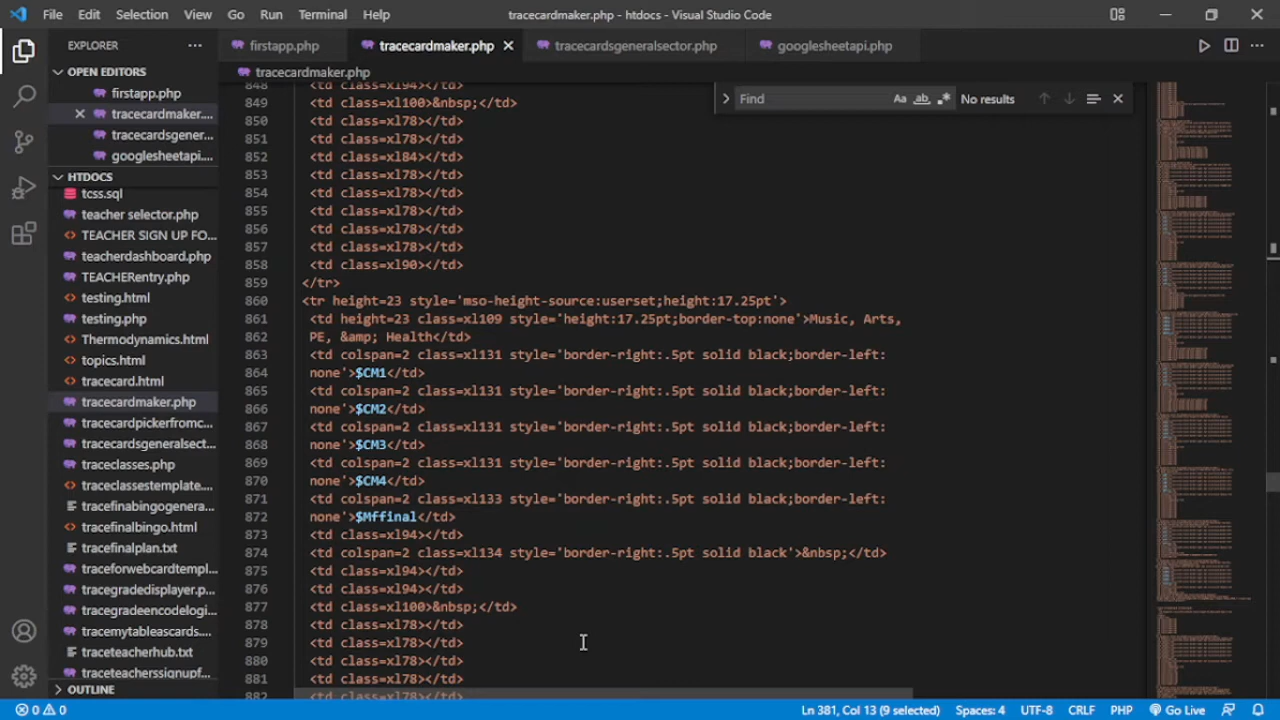 File Edit Selection View Go Run Terminal Help
tracecardmaker.php - htdocs - Visual Studio Code
EXPLORER
OPEN EDITORS
firstapp.php
tracecardmaker....
tracecardsgener...
googlesheetapi....
HTDOCS
tcss.sql
teacher selector.php
TEACHER SIGN UP FO...
teacherdashboard.php
TEACHERentry.php
testing.html
testing.php
Thermodynamics.html
topics.html
tracecard.html
tracecardmaker.php
tracecardpickerfromc...
tracecardsgeneralsect...
traceclasses.php
traceclassestemplate....
tracefinalbingogenera...
tracefinalbingo.html
tracefinalplan.txt
traceforwebcardtempl...
tracegradedisplayer.p...
tracegradeencodelogi...
tracemytableascards....
traceteacherhub.txt
traceteacherssignupf...
OUTLINE
firstapp.php
tracecardmaker.php
tracecardsgeneralsector.php
googlesheetapi.php
tracecardmaker.php
Find
Aa ab
No results
848 <td class=xl94></td>
849 <td class=xl100>&nbsp;</td>
850 <td class=xl78></td>
851 <td class=xl78></td>
852 <td class=xl84></td>
853 <td class=xl78></td>
854 <td class=xl78></td>
855 <td class=xl78></td>
856 <td class=xl78></td>
857 <td class=xl78></td>
858 <td class=xl90></td>
859 </tr>
860 <tr height=23 style='mso-height-source:userset;height:17.25pt'>
861 <td height=23 class=xl109 style='height:17.25pt;border-top:none'>Music, Arts,
862 PE, &amp; Health</td>
863 <td colspan=2 class=xl131 style='border-right:.5pt solid black;border-left:
864 none'>$CM1</td>
865 <td colspan=2 class=xl131 style='border-right:.5pt solid black;border-left:
866 none'>$CM2</td>
867 <td colspan=2 class=xl131 style='border-right:.5pt solid black;border-left:
868 none'>$CM3</td>
869 <td colspan=2 class=xl131 style='border-right:.5pt solid black;border-left:
870 none'>$CM4</td>
871 <td colspan=2 class=xl133 style='border-right:.5pt solid black;border-left:
872 none'>$Mffinal</td>
873 <td class=xl94></td>
874 <td colspan=2 class=xl134 style='border-right:.5pt solid black'>&nbsp;</td>
875 <td class=xl94></td>
876 <td class=xl94></td>
877 <td class=xl100>&nbsp;</td>
878 <td class=xl78></td>
879 <td class=xl78></td>
880 <td class=xl78></td>
881 <td class=xl78></td>
882 <td class=xl78></td>
0 0
Ln 381, Col 13 (9 selected)
Spaces: 4
UTF-8
CRLF
PHP
Go Live